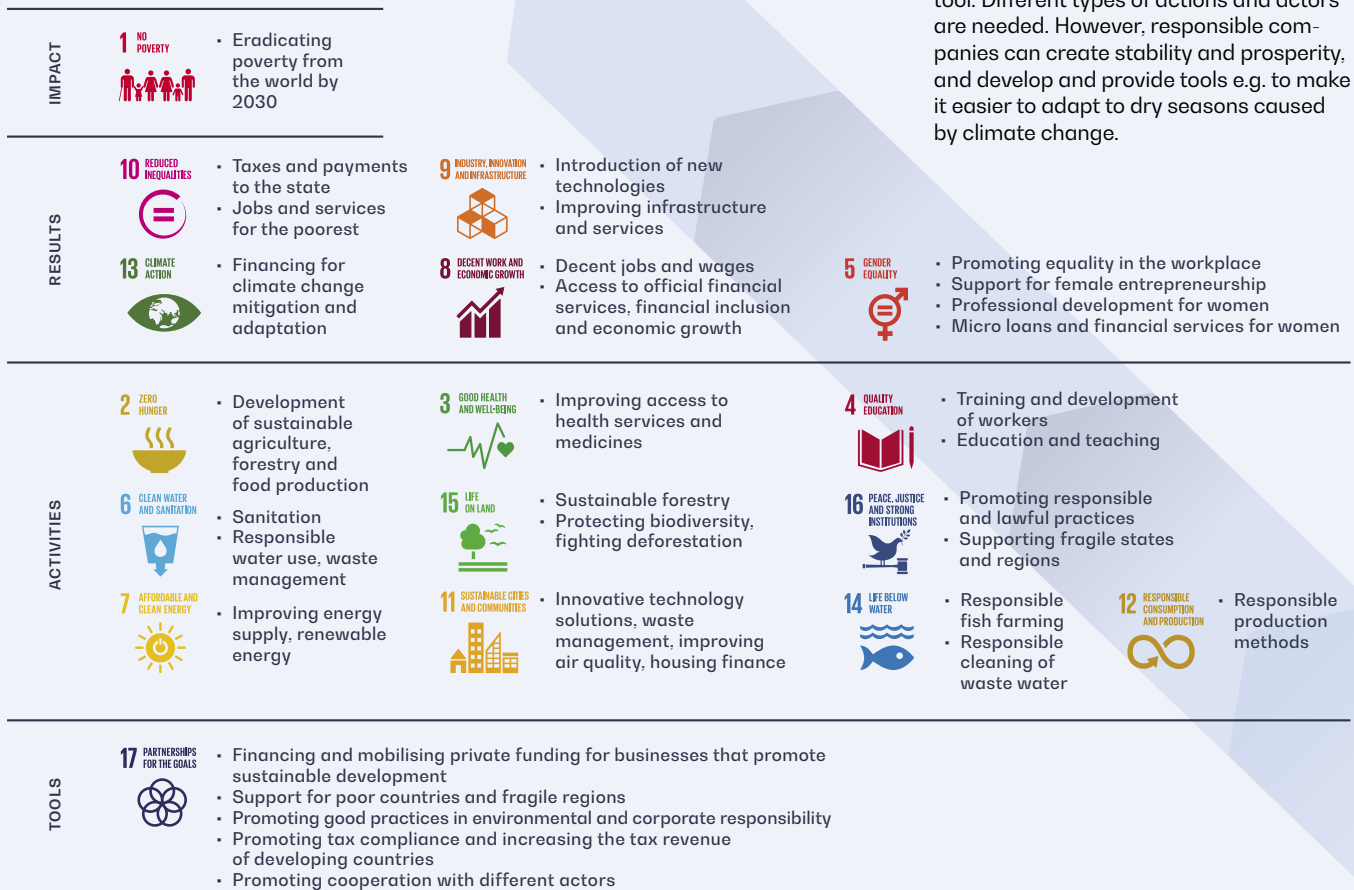 tool. Different types of actions and actors
are needed. However, responsible com-
panies can create stability and prosperity,
and develop and provide tools e.g. to make
it easier to adapt to dry seasons caused
by climate change.
IMPACT
1 NO
POVERTY
• Eradicating
poverty from
the world by
2030
RESULTS
10 REDUCED
INEQUALITIES
• Taxes and payments
to the state
• Jobs and services
for the poorest
9 INDUSTRY, INNOVATION
AND INFRASTRUCTURE
• Introduction of new
technologies
• Improving infrastructure
and services
13 CLIMATE
ACTION
• Financing for
climate change
mitigation and
adaptation
8 DECENT WORK AND
ECONOMIC GROWTH
• Decent jobs and wages
• Access to official financial
services, financial inclusion
and economic growth
5 GENDER
EQUALITY
• Promoting equality in the workplace
• Support for female entrepreneurship
• Professional development for women
• Micro loans and financial services for women
ACTIVITIES
2 ZERO
HUNGER
• Development
of sustainable
agriculture,
forestry and
food production
3 GOOD HEALTH
AND WELL-BEING
• Improving access to
health services and
medicines
4 QUALITY
EDUCATION
• Training and development
of workers
• Education and teaching
6 CLEAN WATER
AND SANITATION
• Sanitation
• Responsible
water use, waste
management
15 LIFE
ON LAND
• Sustainable forestry
• Protecting biodiversity,
fighting deforestation
16 PEACE, JUSTICE
AND STRONG
INSTITUTIONS
• Promoting responsible
and lawful practices
• Supporting fragile states
and regions
7 AFFORDABLE AND
CLEAN ENERGY
• Improving energy
supply, renewable
energy
11 SUSTAINABLE CITIES
AND COMMUNITIES
• Innovative technology
solutions, waste
management, improving
air quality, housing finance
14 LIFE BELOW
WATER
• Responsible
fish farming
• Responsible
cleaning of
waste water
12 RESPONSIBLE
CONSUMPTION
AND PRODUCTION
• Responsible
production
methods
TOOLS
17 PARTNERSHIPS
FOR THE GOALS
• Financing and mobilising private funding for businesses that promote
sustainable development
• Support for poor countries and fragile regions
• Promoting good practices in environmental and corporate responsibility
• Promoting tax compliance and increasing the tax revenue
of developing countries
• Promoting cooperation with different actors